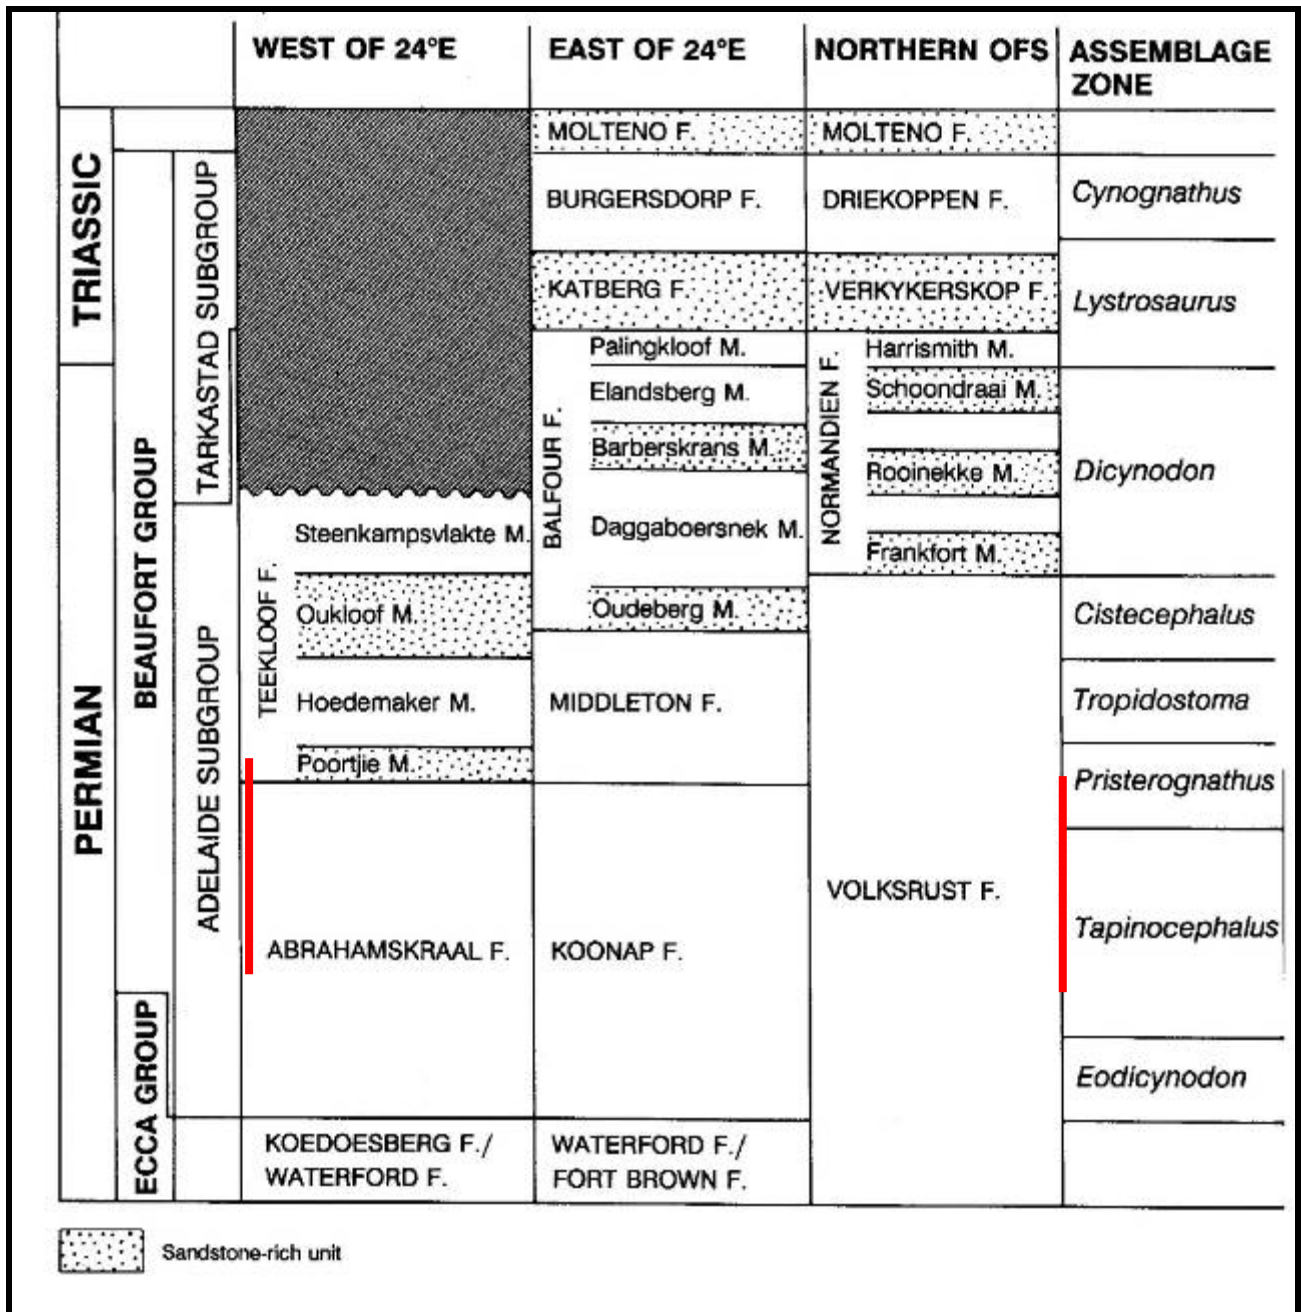 WEST OF 24°E
EAST OF 24°E
NORTHERN OFS
ASSEMBLAGE
ZONE
TRIASSIC
PERMIAN
BEAUFORT GROUP
ECCA GROUP
TARKASTAD SUBGROUP
ADELAIDE SUBGROUP
TEEKLOOF F.
Steenkampsvlakte M.
Oukloof M.
Hoedemaker M.
Poortjie M.
ABRAHAMSKRAAL F.
KOEDOESBERG F./
WATERFORD F.
MOLTENO F.
BURGERSDORP F.
KATBERG F.
BALFOUR F.
Palingkloof M.
Elandsberg M.
Barberskrans M.
Daggaboersnek M.
Oudeberg M.
MIDDLETON F.
KOONAP F.
WATERFORD F./
FORT BROWN F.
MOLTENO F.
DRIEKOPPEN F.
VERKYKERSKOP F.
NORMANDIEN F.
Harrismith M.
Schoondraai M.
Rooinekke M.
Frankfort M.
VOLKSRUST F.
Cynognathus
Lystrosaurus
Dicynodon
Cistecephalus
Tropidostoma
Pristerognathus
Tapinocephalus
Eodicynodon
Sandstone-rich unit